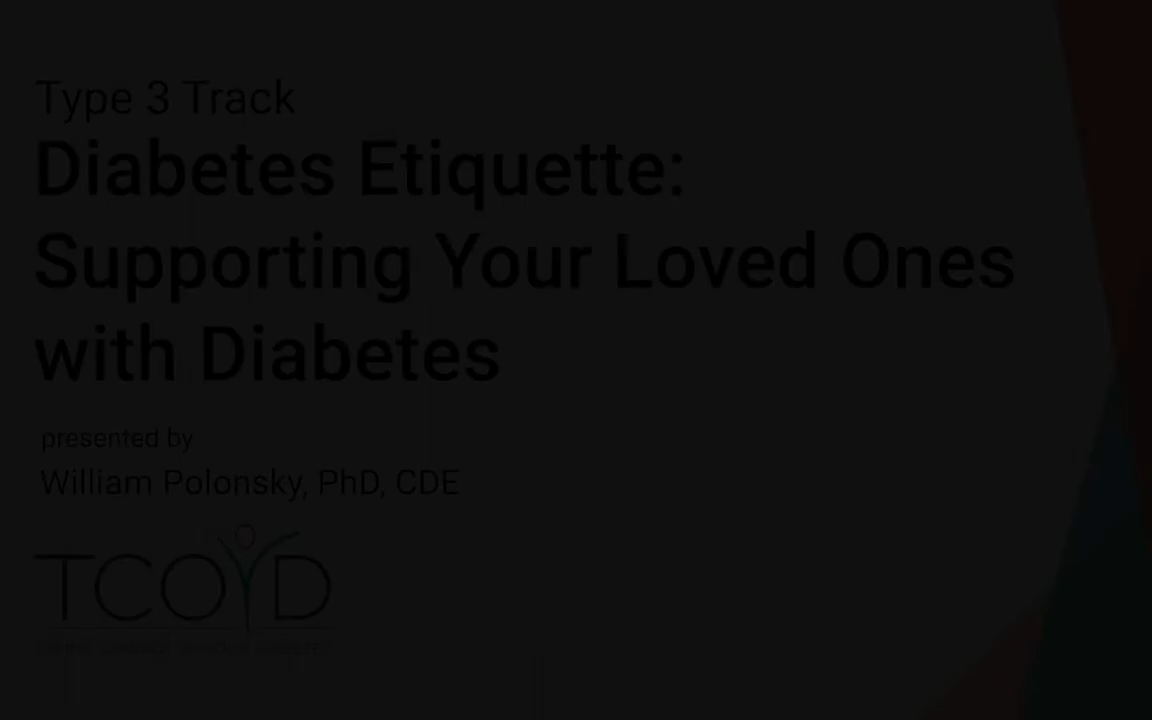 Type 3 Track
Diabetes Etiquette:
Supporting Your Loved Ones
with Diabetes
presented by
William Polonsky, PhD, CDE
TCOYD